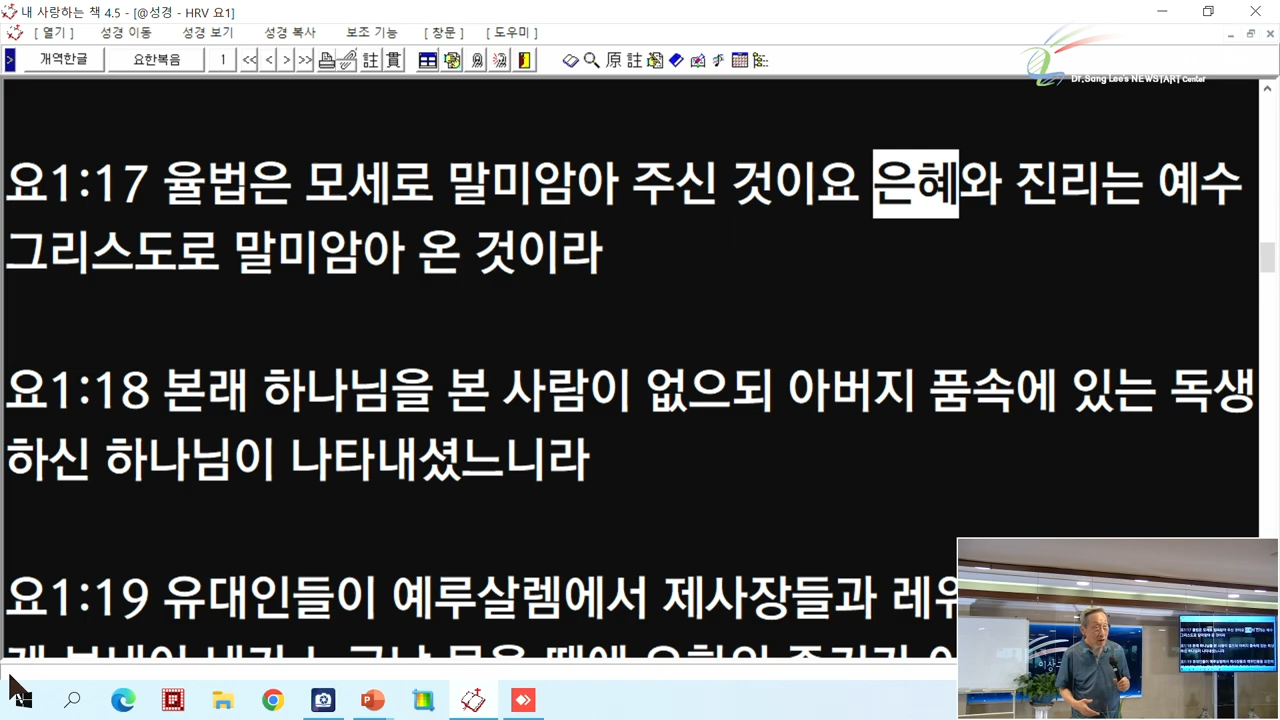 내 사랑하는 책 4.5 - [@성경 - HRV 요1]
[ 열기 ] 성경 이동 성경 보기 성경 복사 보조 기능 [ 창문 ] [ 도우미 ]
개역한글 요한복음 1 << < > >> 註 貫 原 註
Dr.Sang Lee's NEWSTART Center
요1:17 율법은 모세로 말미암아 주신 것이요 은혜와 진리는 예수
그리스도로 말미암아 온 것이라
요1:18 본래 하나님을 본 사람이 없으되 아버지 품속에 있는 독생
하신 하나님이 나타내셨느니라
요1:19 유대인들이 예루살렘에서 제사장들과